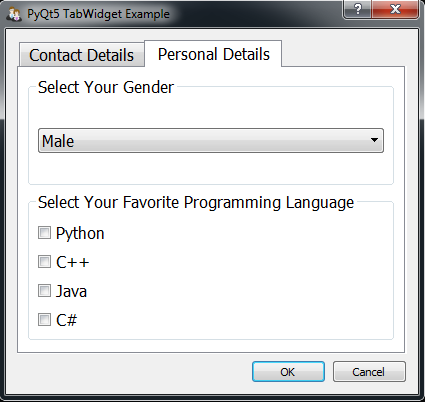 PyQt5 TabWidget Example
?
X
Contact Details
Personal Details
Select Your Gender
Male
Select Your Favorite Programming Language
Python
C++
Java
C#
OK
Cancel